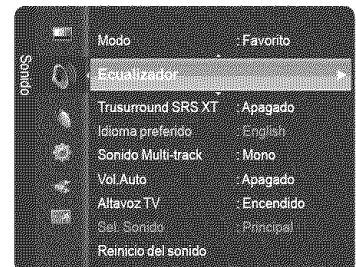 Sonido
Modo : Favorito
Ecualizador
Trusurround SRS XT : Apagado
Idioma preferido : English
Sonido Multi-track : Mono
Vol.Auto : Apagado
Altavoz TV : Encendido
Sel. Sonido : Principal
Reinicio del sonido